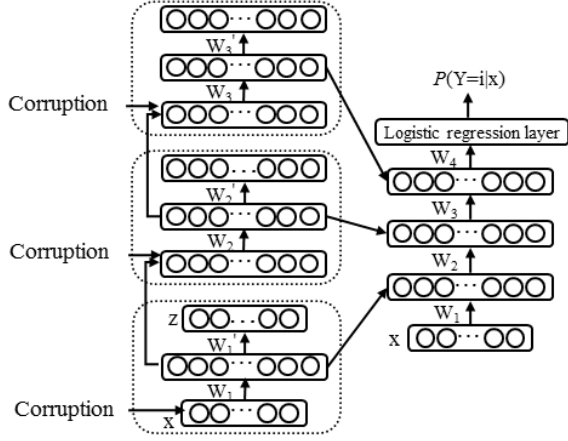 W₃'
W₃
Corruption
P(Y=i|x)
Logistic regression layer
W₄
W₂'
W₃
W₂
Corruption
W₂
z
W₁'
W₁
x
W₁
Corruption
x